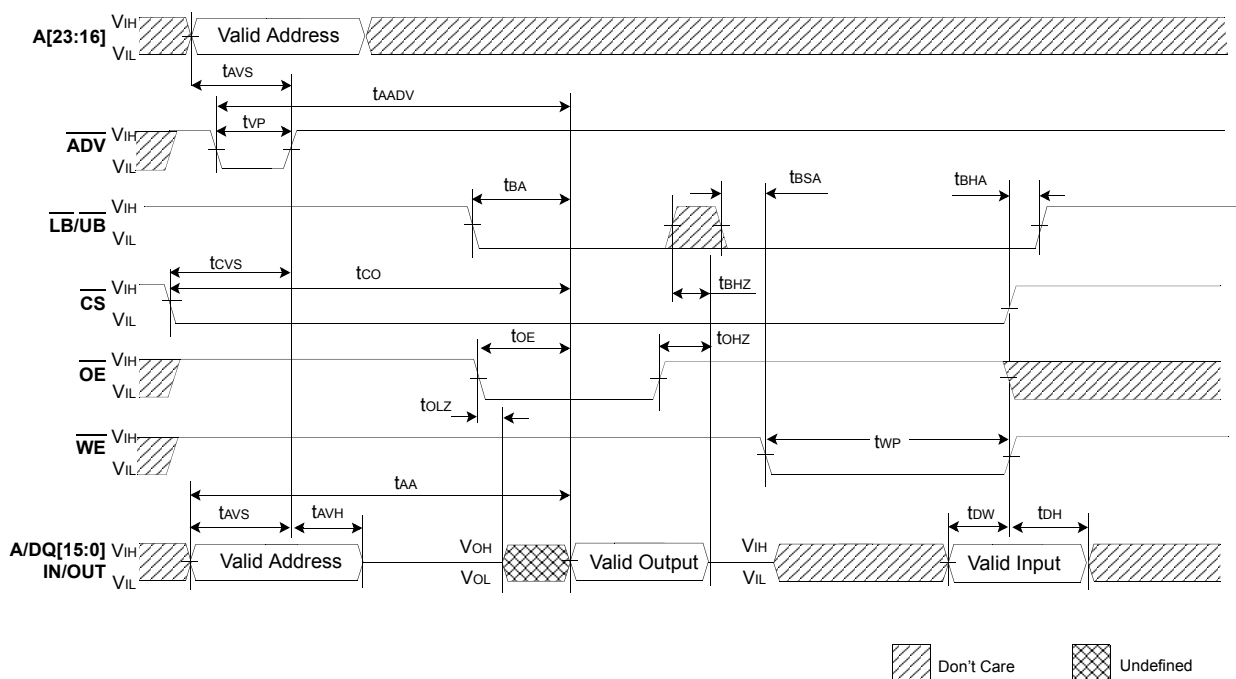 A[23:16] VIH Valid Address
VIL
tAVS
tAADV
ADV VIH tVP
VIL
tBA tBSA tBHA
LB/UB VIH
VIL
tCVS tCO tBHZ
CS VIH
VIL
tOE tOHZ
OE VIH
VIL
tOLZ
WE VIH tWP
VIL
tAA
tAVS tAVH tDW tDH
A/DQ[15:0] VIH Valid Address VOH Valid Output VIH Valid Input
IN/OUT VIL VOL VIL
Don't Care Undefined